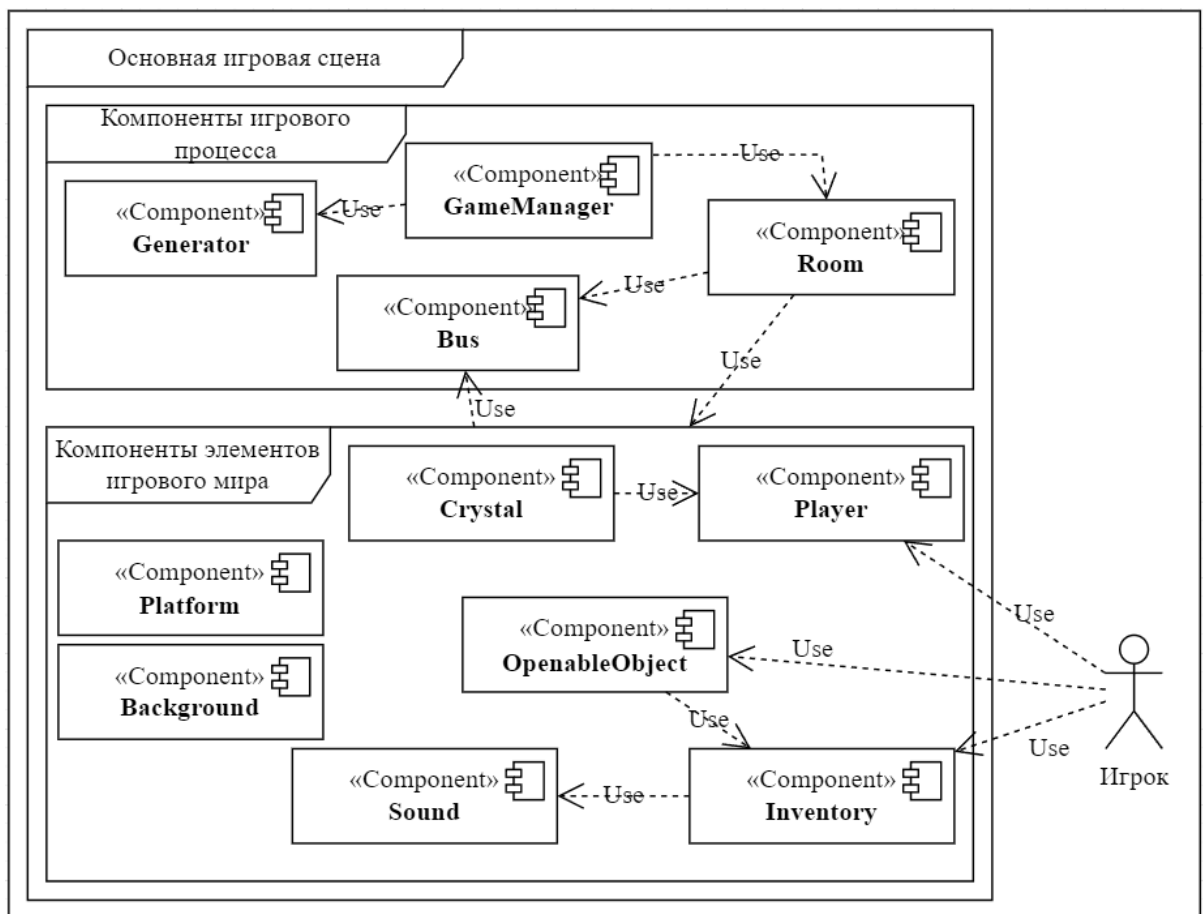 Основная игровая сцена
Компоненты игрового
процесса
«Component»
GameManager
Use
«Component»
Generator
Use
«Component»
Room
Use
«Component»
Bus
Use
Use
Компоненты элементов
игрового мира
«Component»
Crystal
Use
«Component»
Player
«Component»
Platform
«Component»
OpenableObject
Use
Use
«Component»
Background
Use
Use
«Component»
Sound
Use
«Component»
Inventory
Игрок